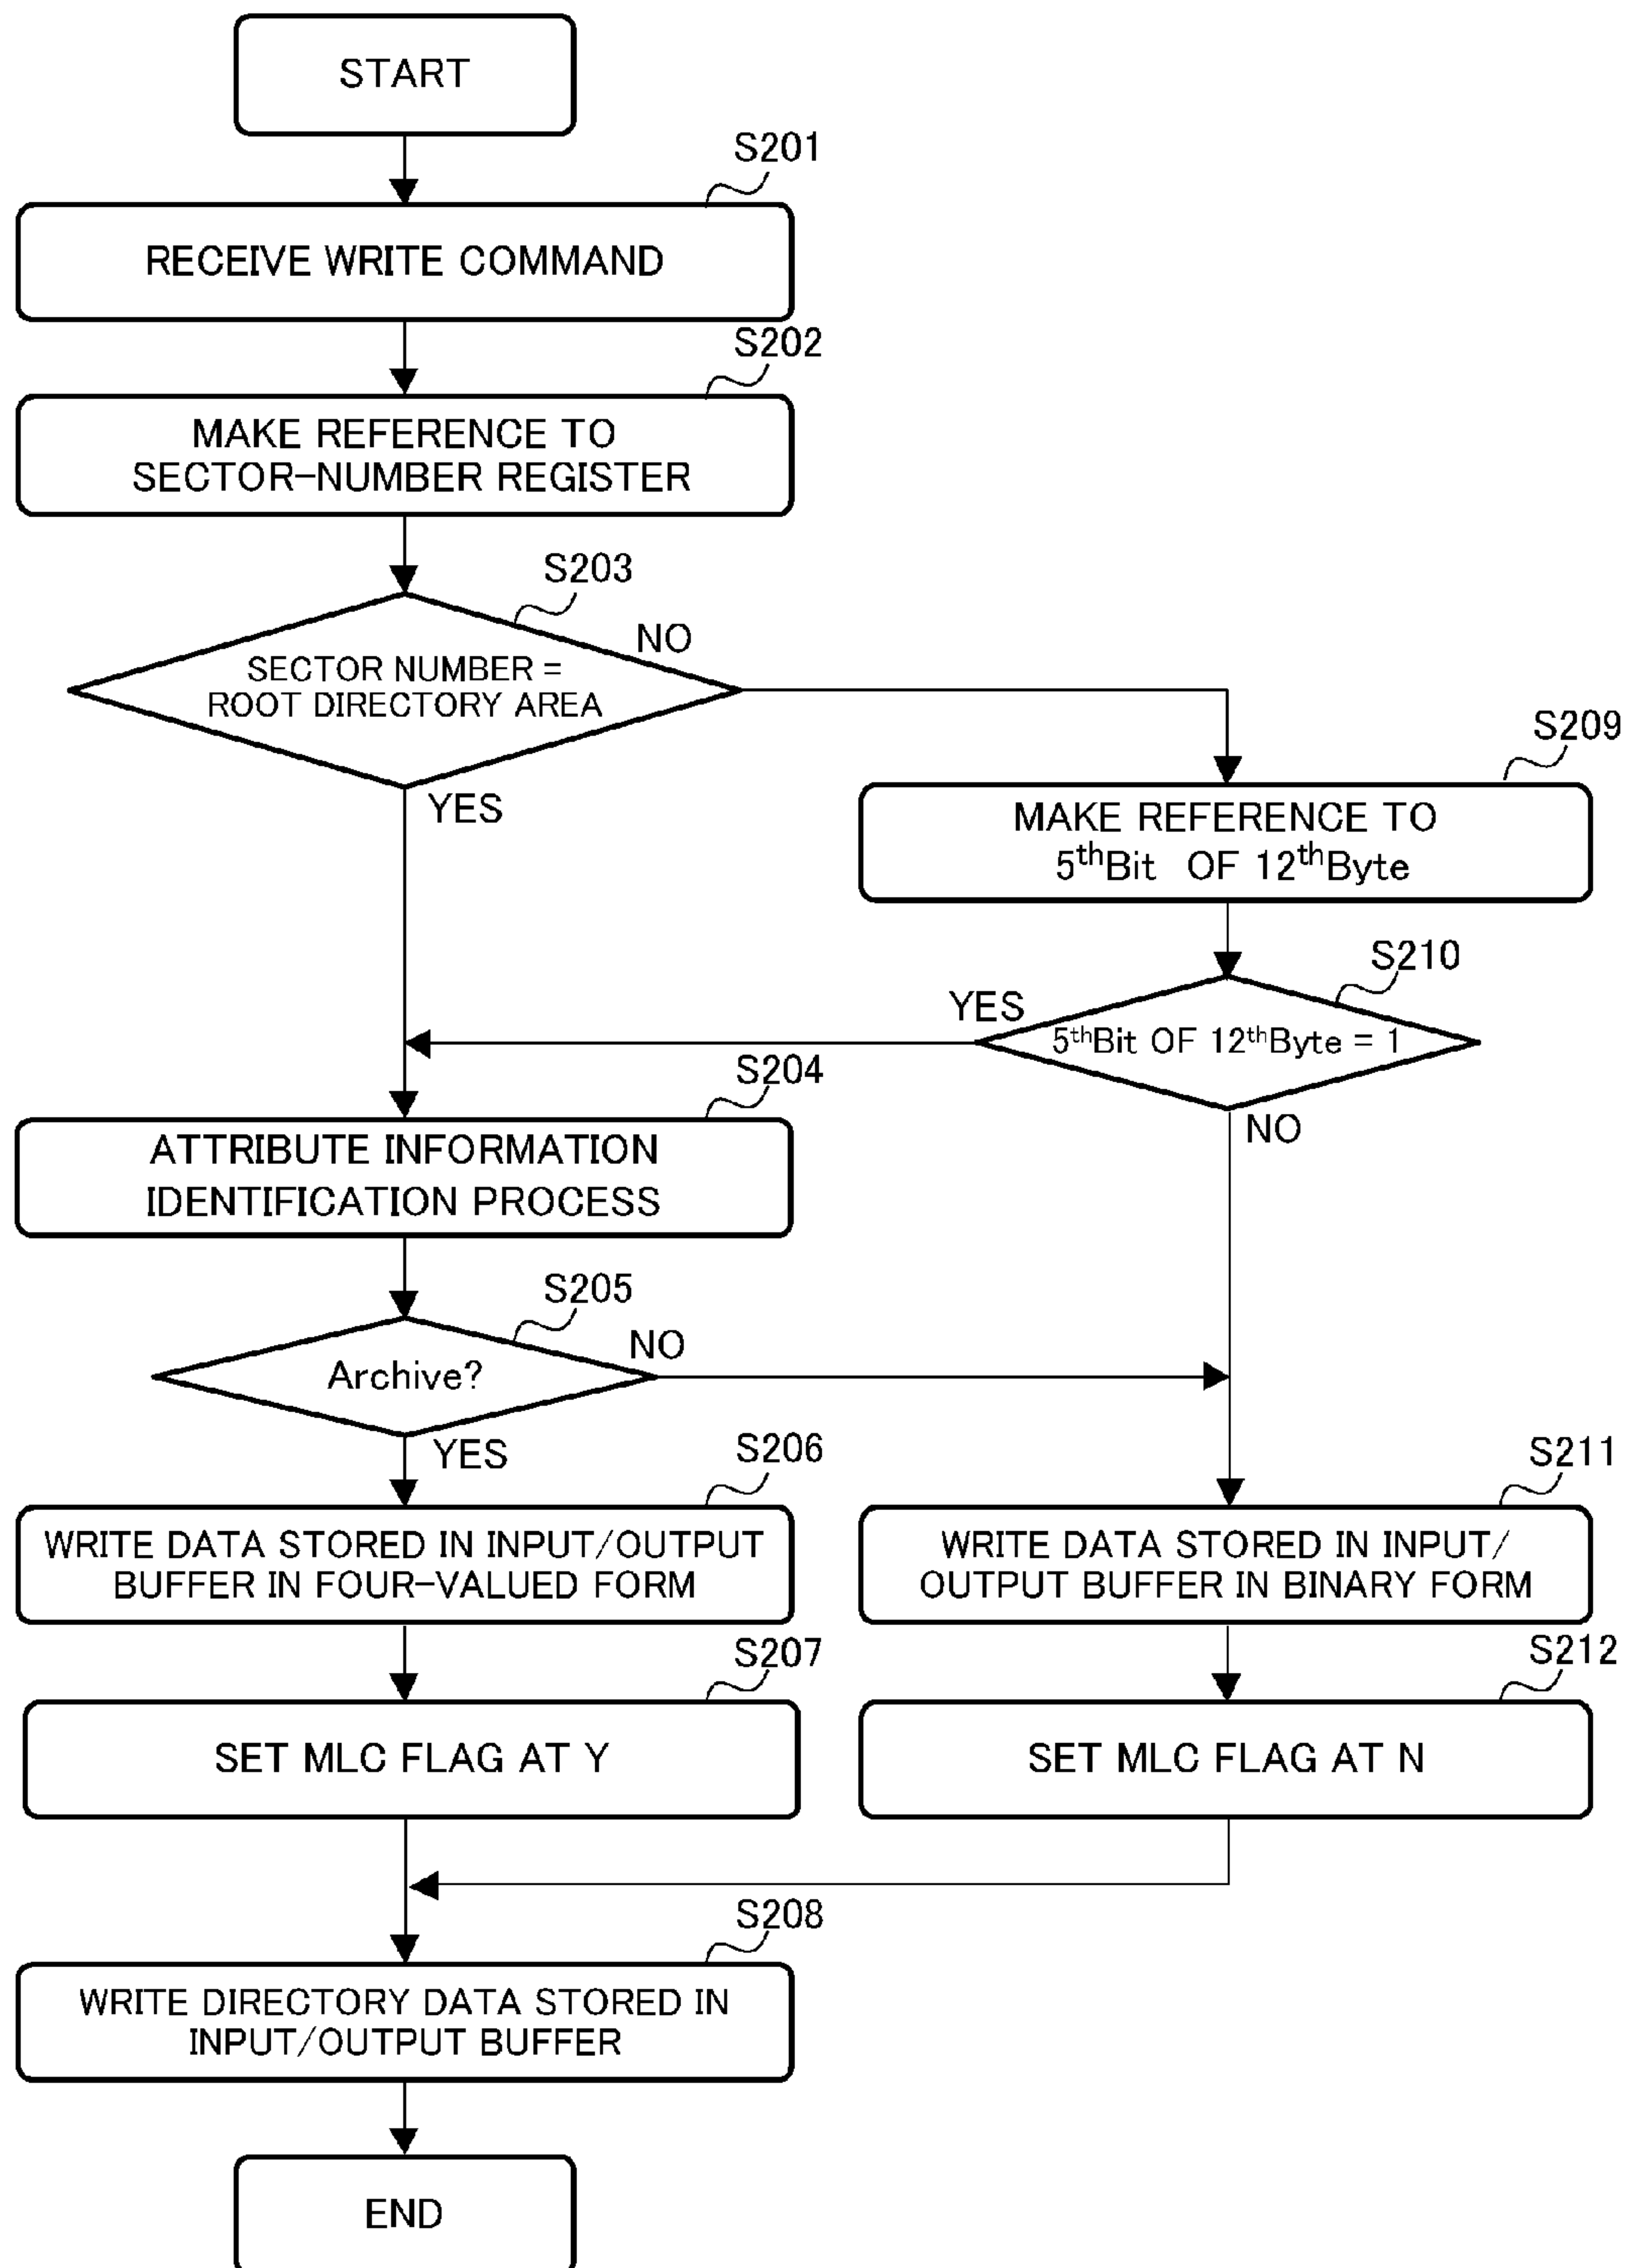 START
S201
RECEIVE WRITE COMMAND
S202
MAKE REFERENCE TO
SECTOR-NUMBER REGISTER
S203
NO
SECTOR NUMBER =
ROOT DIRECTORY AREA
YES
S209
MAKE REFERENCE TO
5thBit OF 12thByte
S210
YES
5thBit OF 12thByte = 1
NO
S204
ATTRIBUTE INFORMATION
IDENTIFICATION PROCESS
S205
NO
Archive?
YES
S206
WRITE DATA STORED IN INPUT/OUTPUT
BUFFER IN FOUR-VALUED FORM
S211
WRITE DATA STORED IN INPUT/
OUTPUT BUFFER IN BINARY FORM
S207
SET MLC FLAG AT Y
S212
SET MLC FLAG AT N
S208
WRITE DIRECTORY DATA STORED IN
INPUT/OUTPUT BUFFER
END